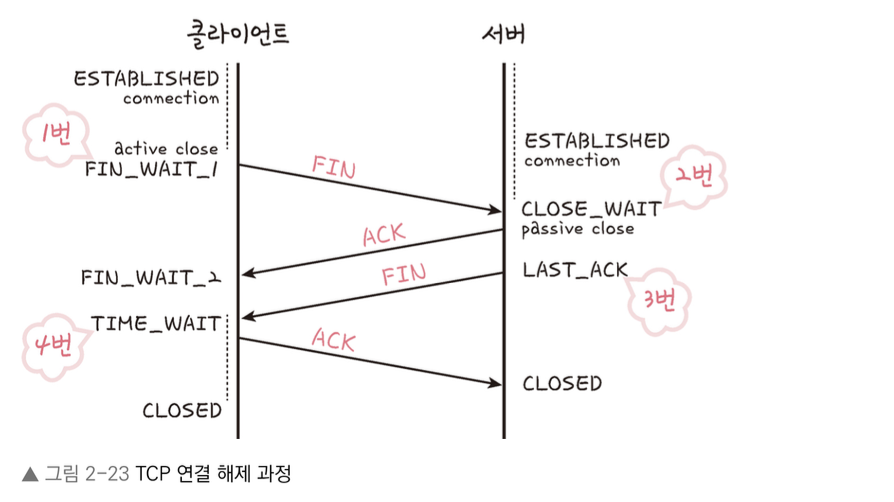 클라이언트
서버
ESTABLISHED
connection
1번
active close
FIN_WAIT_1
FIN
ESTABLISHED
connection
2번
CLOSE_WAIT
passive close
ACK
FIN_WAIT_2
FIN
LAST_ACK
3번
TIME_WAIT
4번
ACK
CLOSED
CLOSED
▲ 그림 2-23 TCP 연결 해제 과정